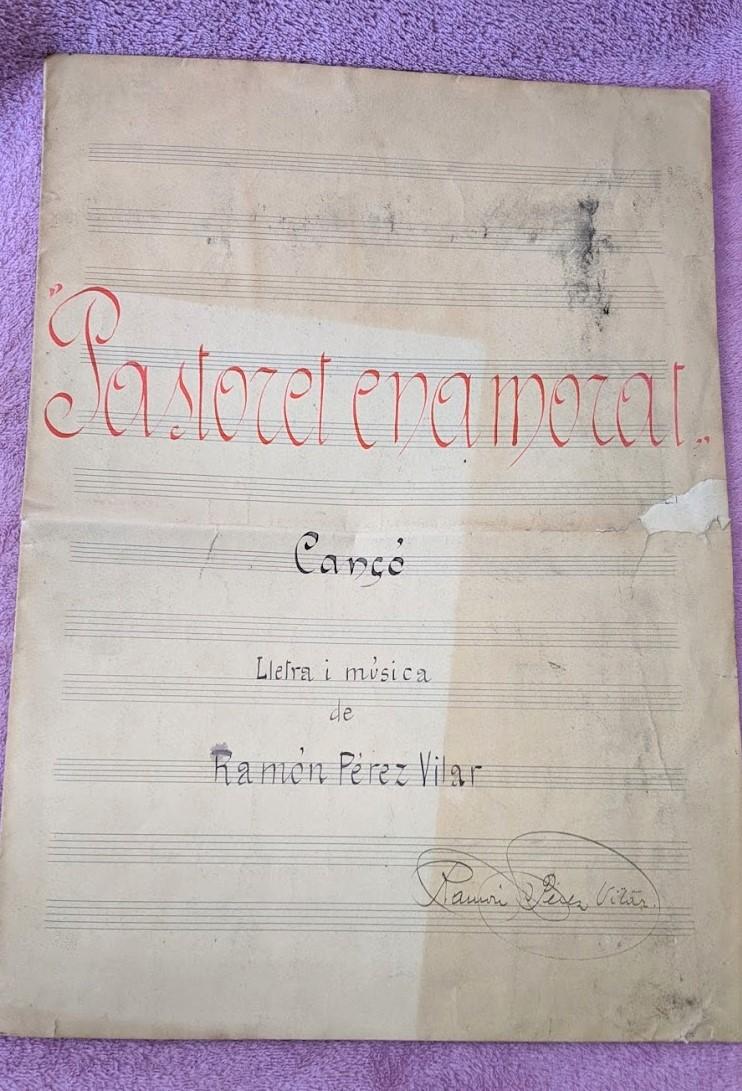 "Pastoret enamorat„
Cançó
Lletra i música
de
Ramón Pérez Vilar
Ramón Pérez Vilar.